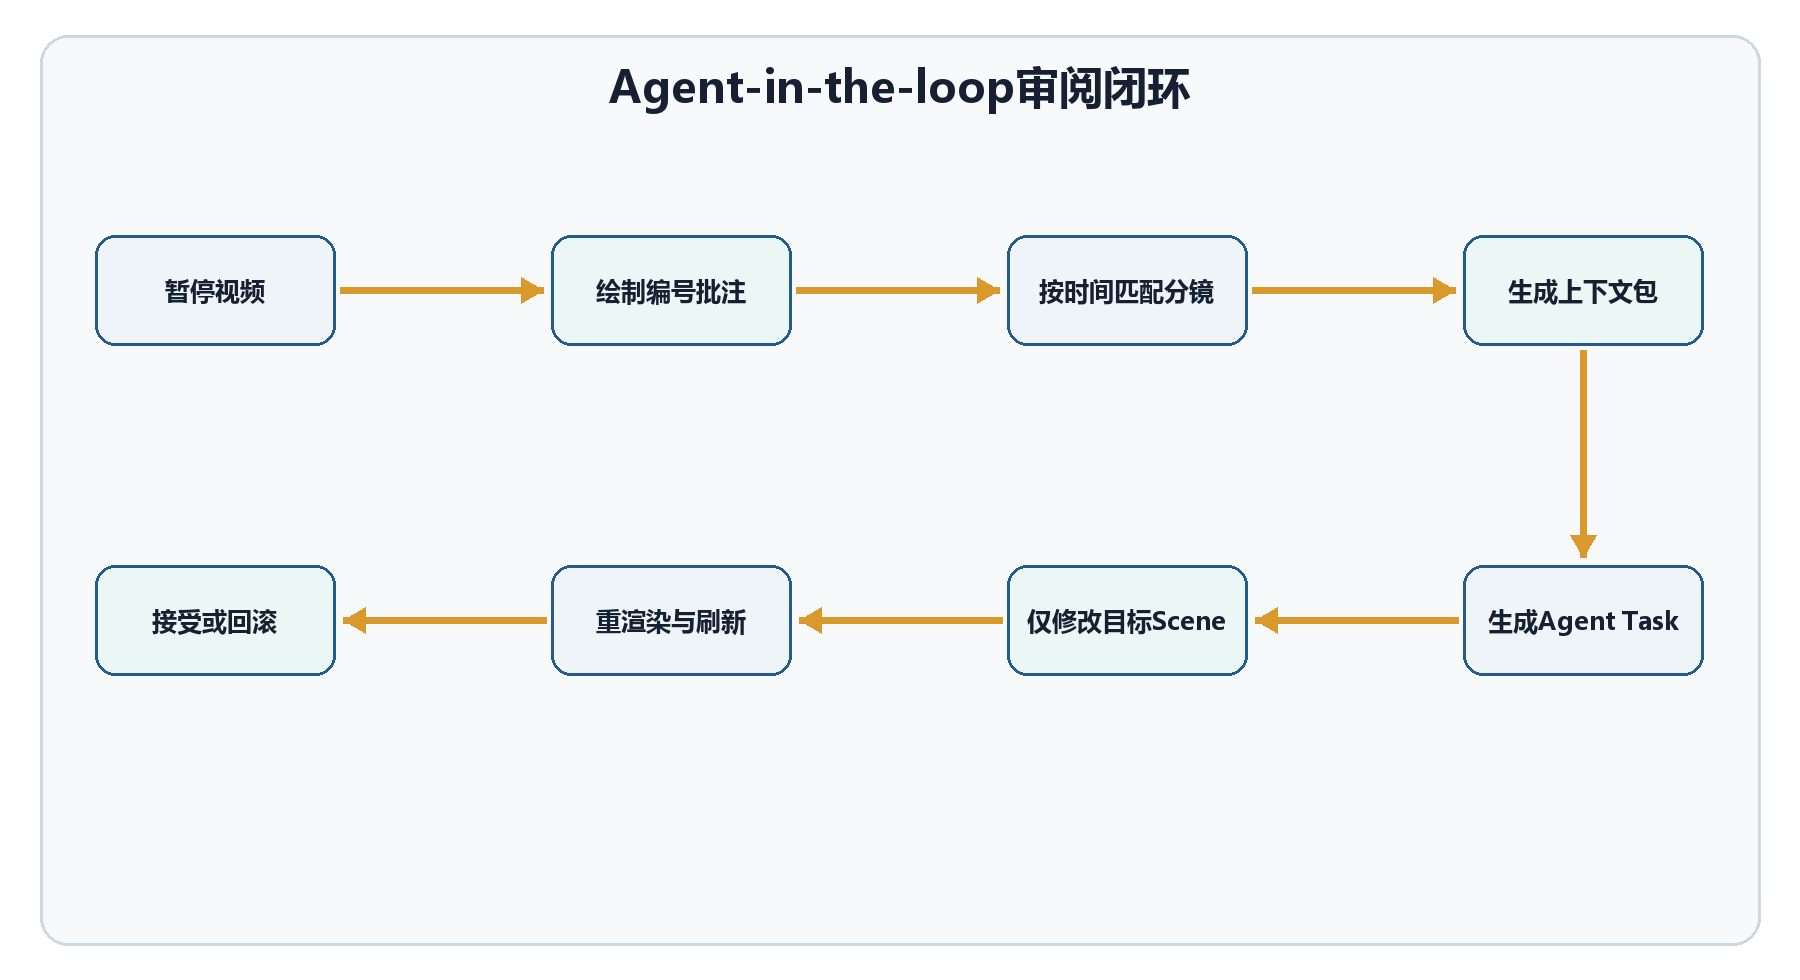 Agent-in-the-loop审阅闭环
暂停视频
绘制编号批注
按时间匹配分镜
生成上下文包
生成Agent Task
仅修改目标Scene
重渲染与刷新
接受或回滚